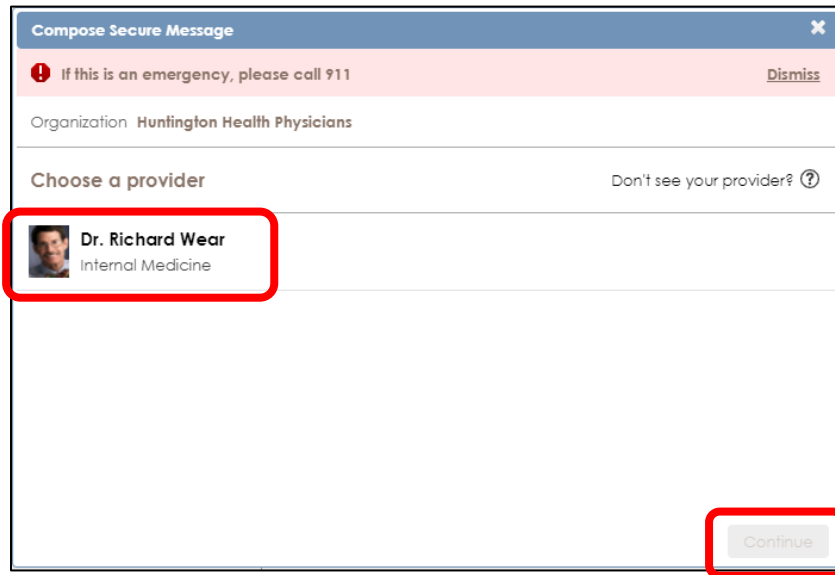 Compose Secure Message
If this is an emergency, please call 911 Dismiss
Organization Huntington Health Physicians
Choose a provider Don't see your provider?
Dr. Richard Wear
Internal Medicine
Continue